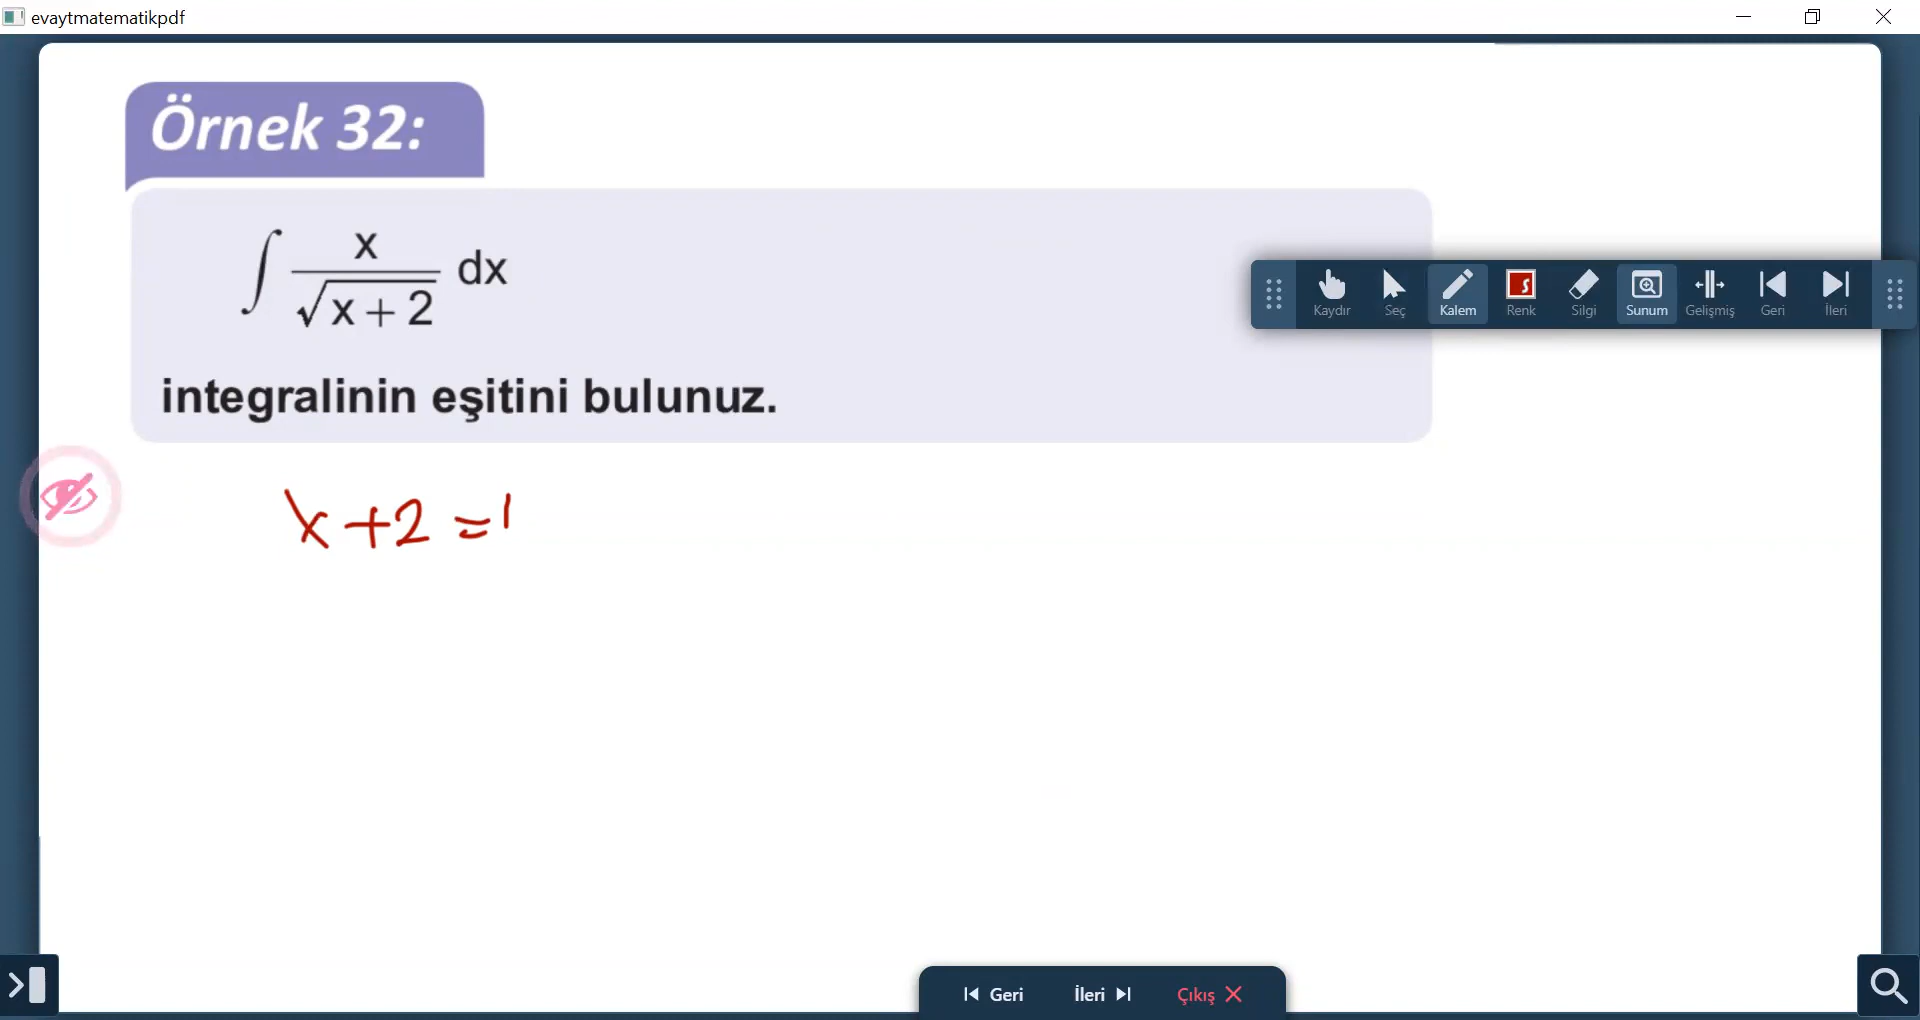 evaytmatematikpdf
Örnek 32:
∫ x / √(x + 2) dx
integralinin eşitini bulunuz.
Kaydır Seç Kalem Renk Silgi Sunum Gelişmiş Geri İleri
x + 2 =
Geri İleri Çıkış